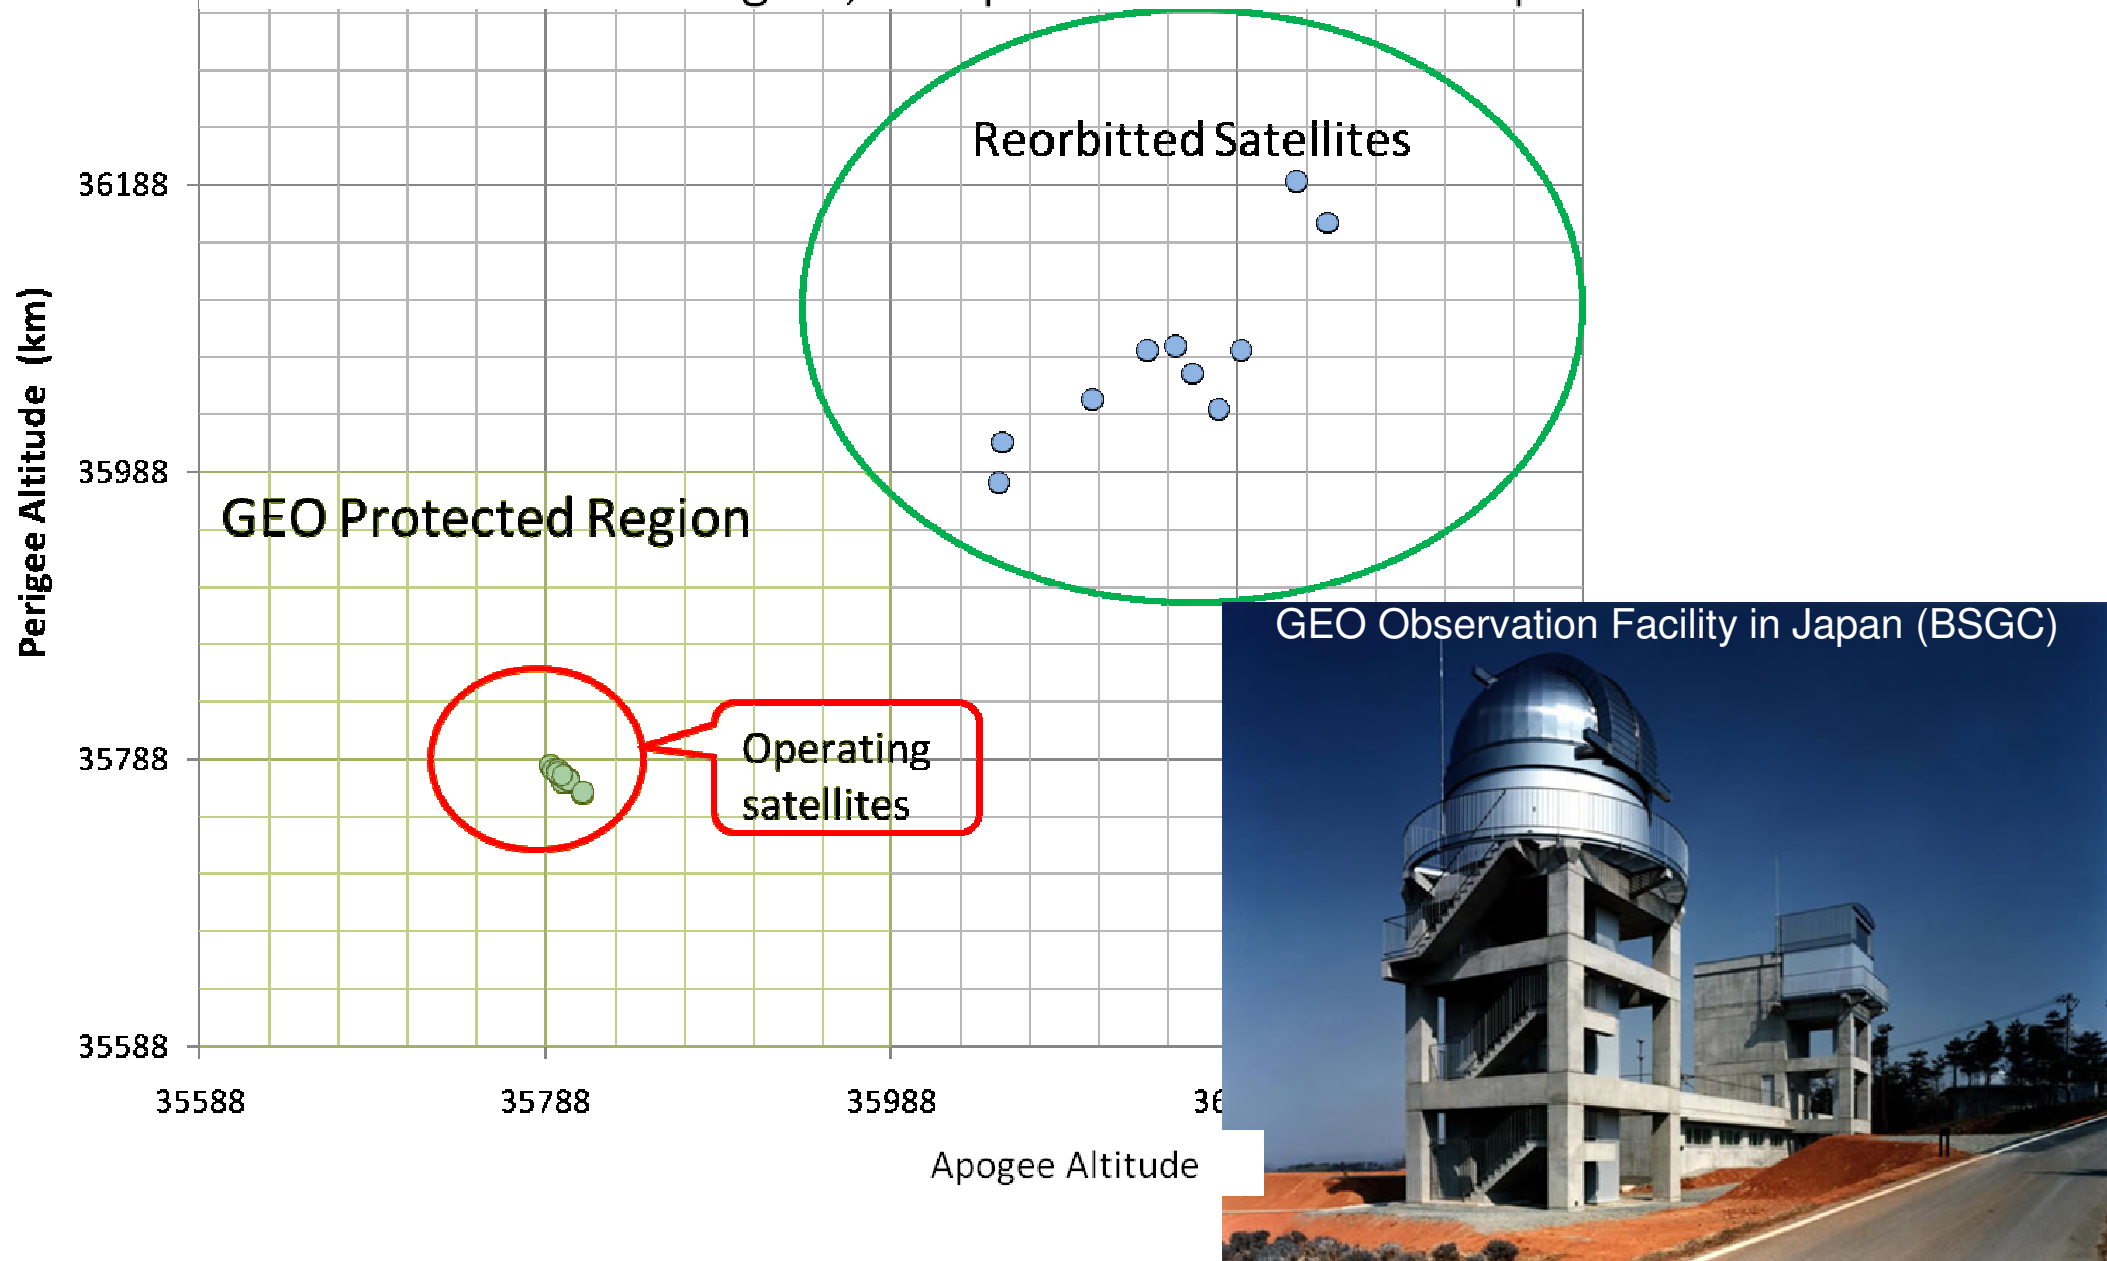 Reorbitted Satellites
36188
35988
GEO Protected Region
Perigee Altitude (km)
GEO Observation Facility in Japan (BSGC)
Operating
satellites
35788
35588
35588 35788 35988
Apogee Altitude